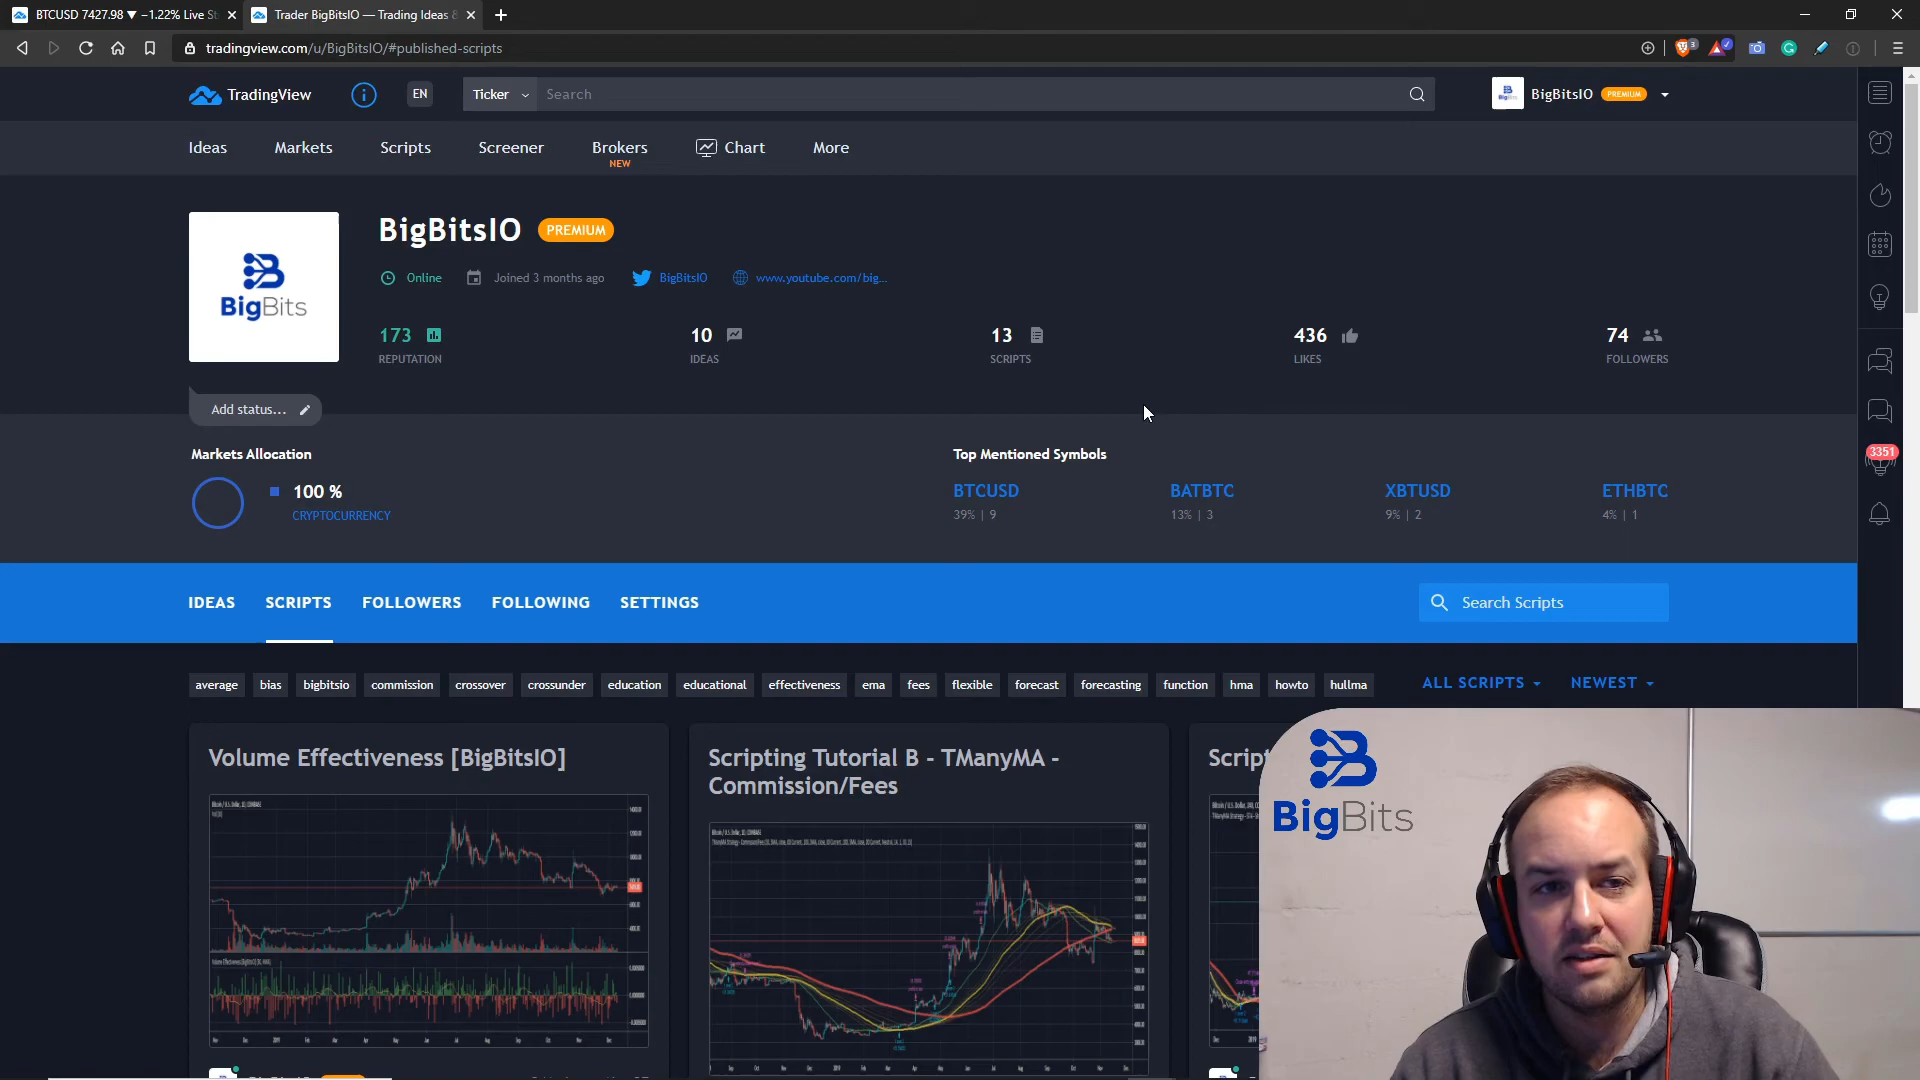 BTCUSD 7427.98 ▼ −1.22% Live St
Trader BigBitsIO — Trading Ideas &
tradingview.com/u/BigBitsIO/#published-scripts
TradingView
EN
Ticker
Search
BigBitsIO
PREMIUM
Ideas
Markets
Scripts
Screener
Brokers
NEW
Chart
More
BigBits
BigBitsIO
PREMIUM
Online
Joined 3 months ago
BigBitsIO
www.youtube.com/big...
173
REPUTATION
10
IDEAS
13
SCRIPTS
436
LIKES
74
FOLLOWERS
Add status...
3351
Markets Allocation
100 %
CRYPTOCURRENCY
Top Mentioned Symbols
BTCUSD
39% | 9
BATBTC
13% | 3
XBTUSD
9% | 2
ETHBTC
4% | 1
IDEAS
SCRIPTS
FOLLOWERS
FOLLOWING
SETTINGS
Search Scripts
average
bias
bigbitsio
commission
crossover
crossunder
education
educational
effectiveness
ema
fees
flexible
forecast
forecasting
function
hma
howto
hullma
ALL SCRIPTS
NEWEST
Volume Effectiveness [BigBitsIO]
Scripting Tutorial B - TManyMA -
Commission/Fees
Script
BigBits